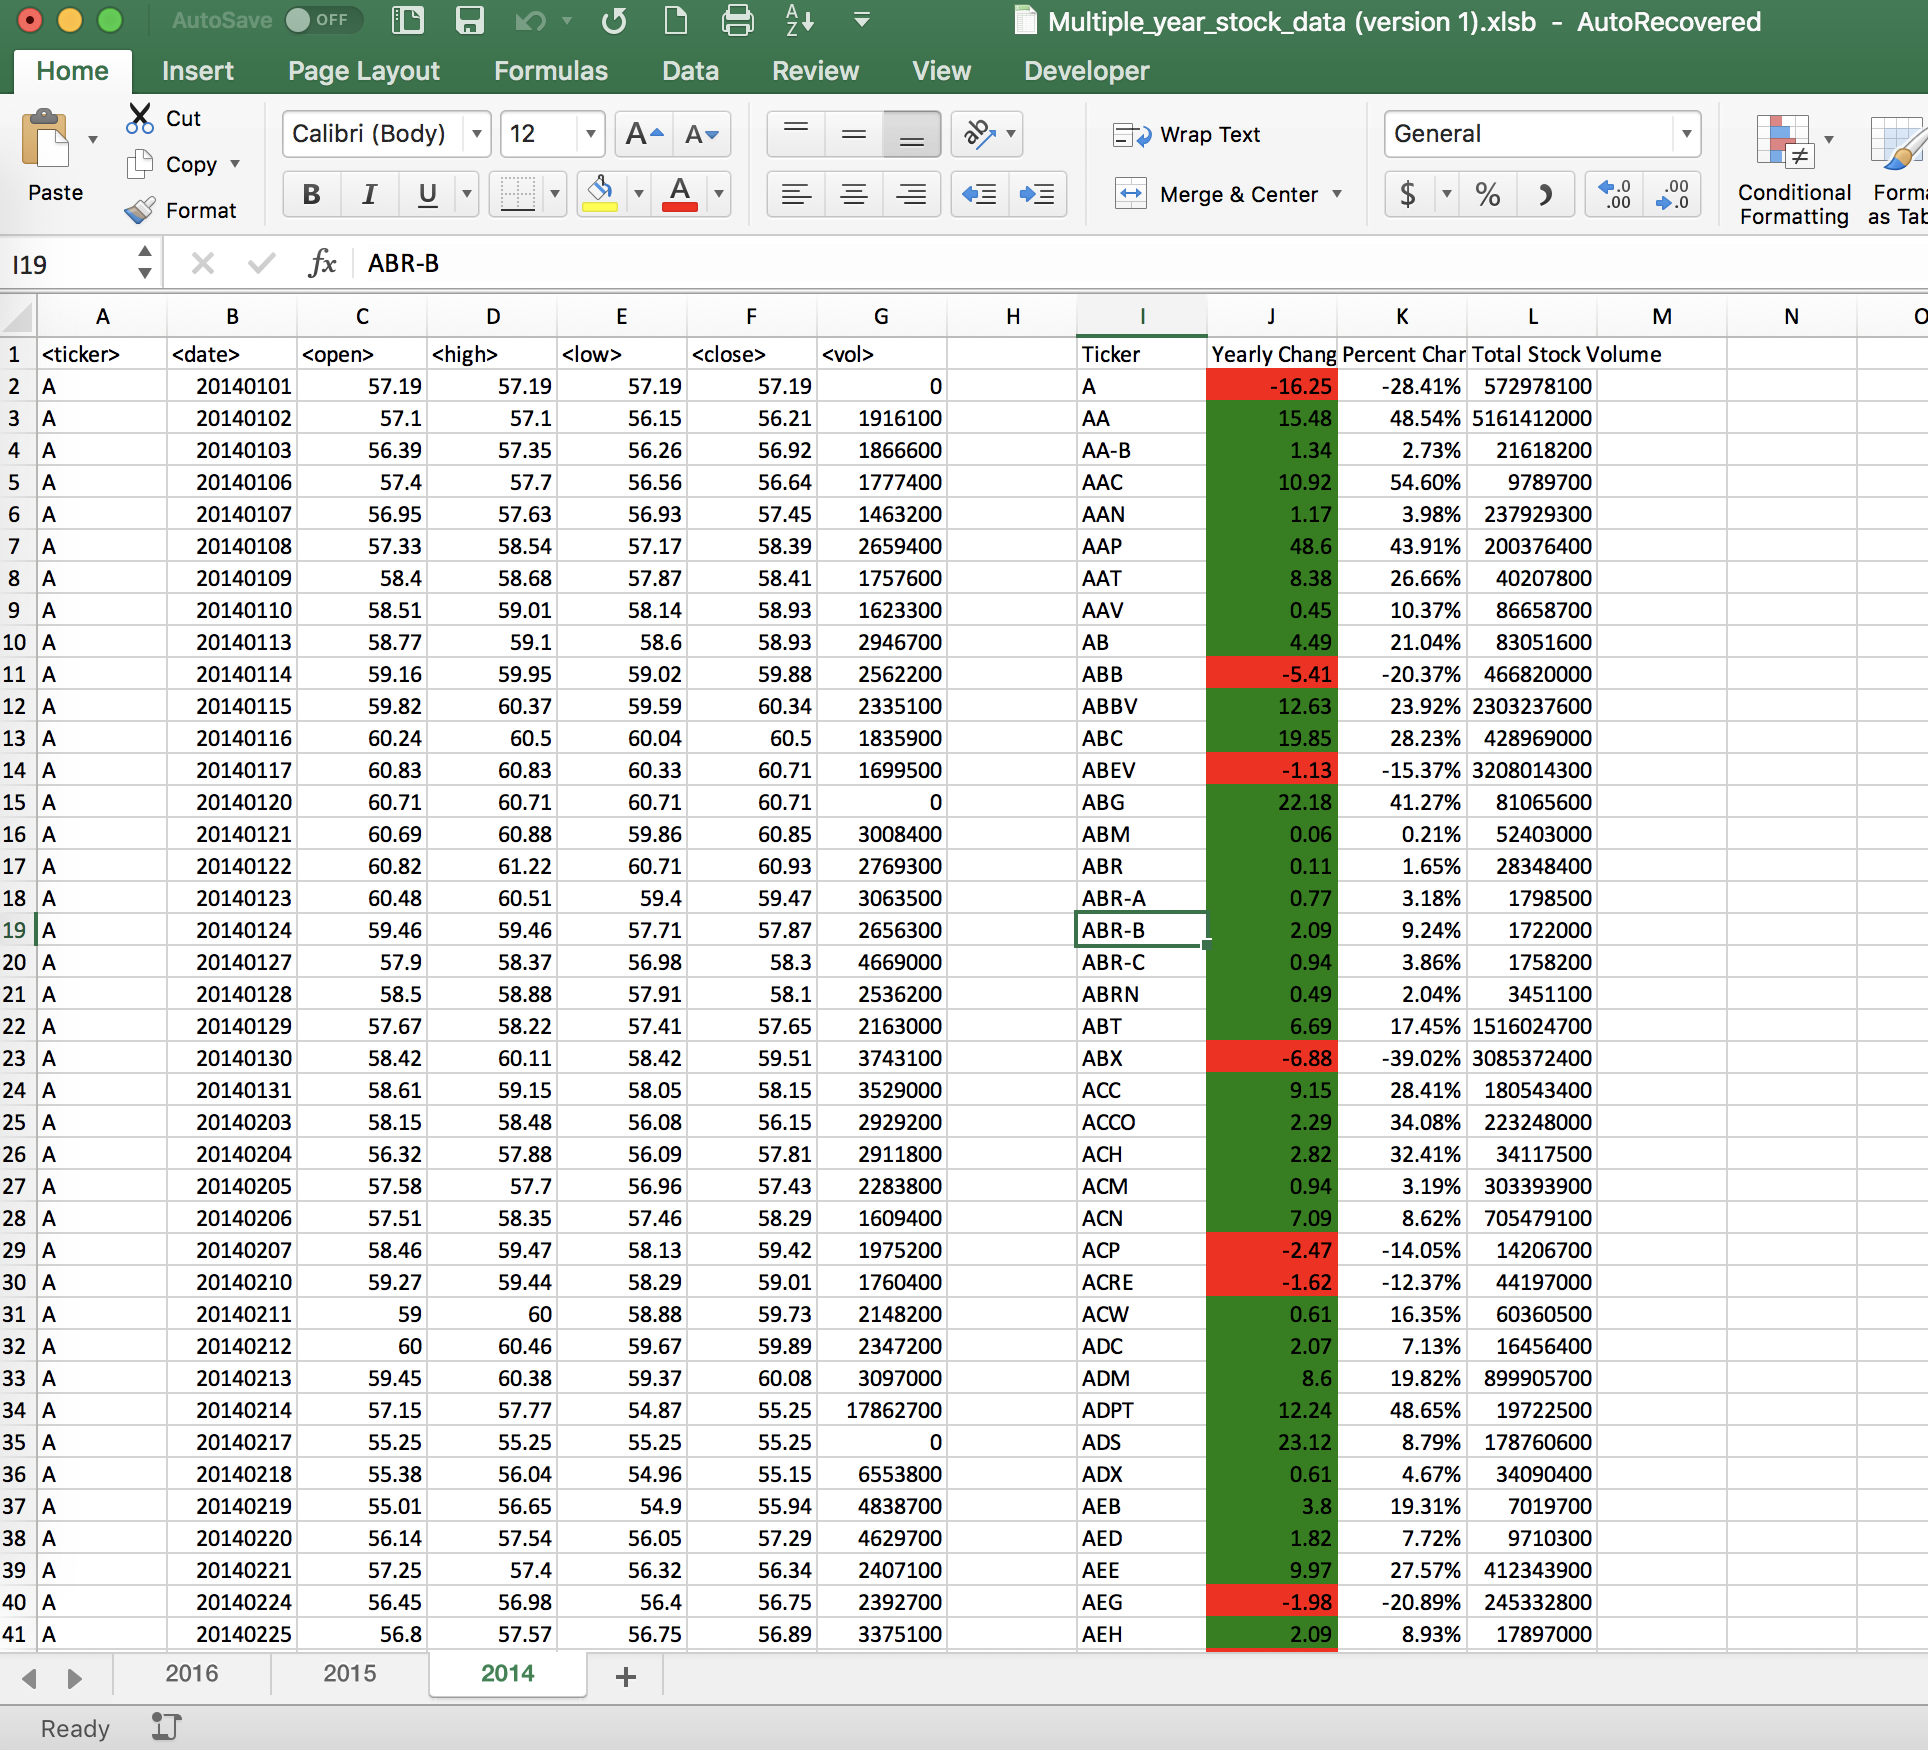 AutoSave OFF Multiple_year_stock_data (version 1).xlsb - AutoRecovered
Home Insert Page Layout Formulas Data Review View Developer
Paste Cut Copy Format Calibri (Body) 12 Wrap Text Merge & Center General Conditional Formatting
I19 fx ABR-B
A B C D E F G H I J K L M N
1 <ticker> <date> <open> <high> <low> <close> <vol> Ticker Yearly Chang Percent Char Total Stock Volume
2 A 20140101 57.19 57.19 57.19 57.19 0 A -16.25 -28.41% 572978100
3 A 20140102 57.1 57.1 56.15 56.21 1916100 AA 15.48 48.54% 5161412000
4 A 20140103 56.39 57.35 56.26 56.92 1866600 AA-B 1.34 2.73% 21618200
5 A 20140106 57.4 57.7 56.56 56.64 1777400 AAC 10.92 54.60% 9789700
6 A 20140107 56.95 57.63 56.93 57.45 1463200 AAN 1.17 3.98% 237929300
7 A 20140108 57.33 58.54 57.17 58.39 2659400 AAP 48.6 43.91% 200376400
8 A 20140109 58.4 58.68 57.87 58.41 1757600 AAT 8.38 26.66% 40207800
9 A 20140110 58.51 59.01 58.14 58.93 1623300 AAV 0.45 10.37% 86658700
10 A 20140113 58.77 59.1 58.6 58.93 2946700 AB 4.49 21.04% 83051600
11 A 20140114 59.16 59.95 59.02 59.88 2562200 ABB -5.41 -20.37% 466820000
12 A 20140115 59.82 60.37 59.59 60.34 2335100 ABBV 12.63 23.92% 2303237600
13 A 20140116 60.24 60.5 60.04 60.5 1835900 ABC 19.85 28.23% 428969000
14 A 20140117 60.83 60.83 60.33 60.71 1699500 ABEV -1.13 -15.37% 3208014300
15 A 20140120 60.71 60.71 60.71 60.71 0 ABG 22.18 41.27% 81065600
16 A 20140121 60.69 60.88 59.86 60.85 3008400 ABM 0.06 0.21% 52403000
17 A 20140122 60.82 61.22 60.71 60.93 2769300 ABR 0.11 1.65% 28348400
18 A 20140123 60.48 60.51 59.4 59.47 3063500 ABR-A 0.77 3.18% 1798500
19 A 20140124 59.46 59.46 57.71 57.87 2656300 ABR-B 2.09 9.24% 1722000
20 A 20140127 57.9 58.37 56.98 58.3 4669000 ABR-C 0.94 3.86% 1758200
21 A 20140128 58.5 58.88 57.91 58.1 2536200 ABRN 0.49 2.04% 3451100
22 A 20140129 57.67 58.22 57.41 57.65 2163000 ABT 6.69 17.45% 1516024700
23 A 20140130 58.42 60.11 58.42 59.51 3743100 ABX -6.88 -39.02% 3085372400
24 A 20140131 58.61 59.15 58.05 58.15 3529000 ACC 9.15 28.41% 180543400
25 A 20140203 58.15 58.48 56.08 56.15 2929200 ACCO 2.29 34.08% 223248000
26 A 20140204 56.32 57.88 56.09 57.81 2911800 ACH 2.82 32.41% 34117500
27 A 20140205 57.58 57.7 56.96 57.43 2283800 ACM 0.94 3.19% 303393900
28 A 20140206 57.51 58.35 57.46 58.29 1609400 ACN 7.09 8.62% 705479100
29 A 20140207 58.46 59.47 58.13 59.42 1975200 ACP -2.47 -14.05% 14206700
30 A 20140210 59.27 59.44 58.29 59.01 1760400 ACRE -1.62 -12.37% 44197000
31 A 20140211 59 60 58.88 59.73 2148200 ACW 0.61 16.35% 60360500
32 A 20140212 60 60.46 59.67 59.89 2347200 ADC 2.07 7.13% 16456400
33 A 20140213 59.45 60.38 59.37 60.08 3097000 ADM 8.6 19.82% 899905700
34 A 20140214 57.15 57.77 54.87 55.25 17862700 ADPT 12.24 48.65% 19722500
35 A 20140217 55.25 55.25 55.25 55.25 0 ADS 23.12 8.79% 178760600
36 A 20140218 55.38 56.04 54.96 55.15 6553800 ADX 0.61 4.67% 34090400
37 A 20140219 55.01 56.65 54.9 55.94 4838700 AEB 3.8 19.31% 7019700
38 A 20140220 56.14 57.54 56.05 57.29 4629700 AED 1.82 7.72% 9710300
39 A 20140221 57.25 57.4 56.32 56.34 2407100 AEE 9.97 27.57% 412343900
40 A 20140224 56.45 56.98 56.4 56.75 2392700 AEG -1.98 -20.89% 245332800
41 A 20140225 56.8 57.57 56.75 56.89 3375100 AEH 2.09 8.93% 17897000
2016 2015 2014
Ready